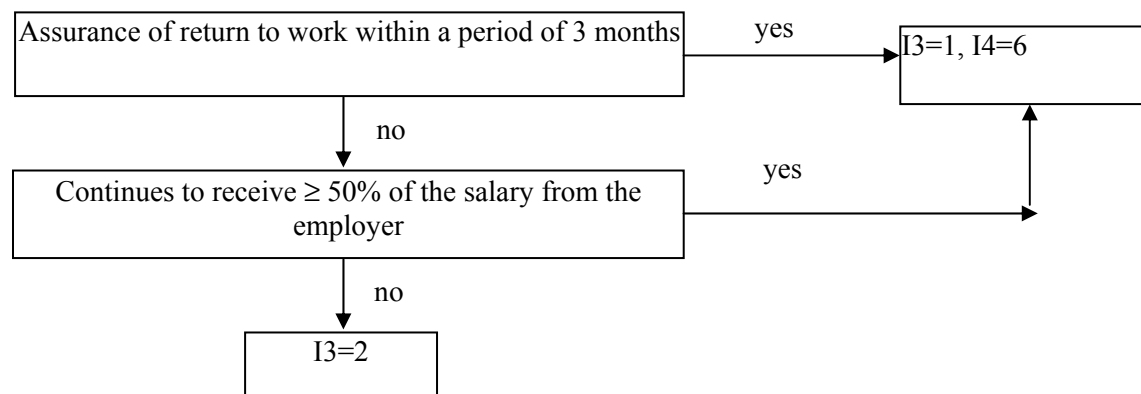 Assurance of return to work within a period of 3 months
yes
I3=1, I4=6
no
Continues to receive ≥ 50% of the salary from the
employer
yes
no
I3=2